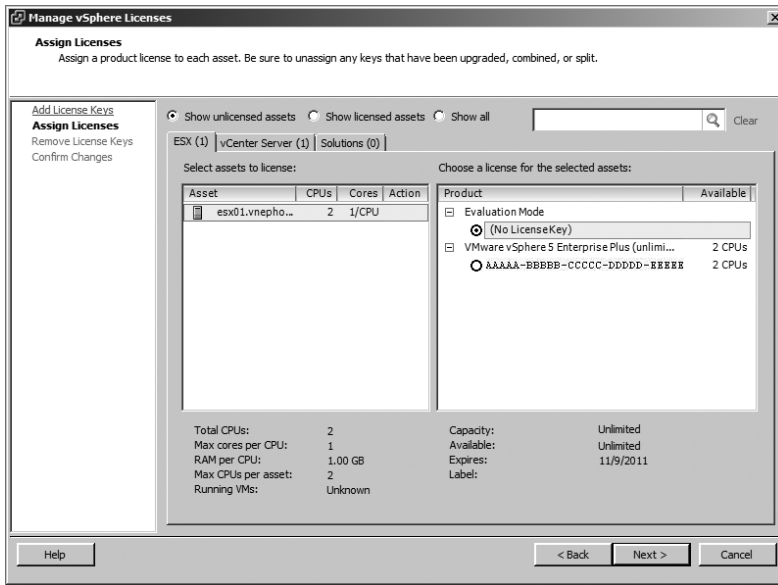 Manage vSphere Licenses
Assign Licenses
Assign a product license to each asset. Be sure to unassign any keys that have been upgraded, combined, or split.
Add License Keys
Assign Licenses
Remove License Keys
Confirm Changes
Show unlicensed assets Show licensed assets Show all
Clear
ESX (1) vCenter Server (1) Solutions (0)
Select assets to license:
Asset CPUs Cores Action
esx01.vnepho... 2 1/CPU
Total CPUs: 2
Max cores per CPU: 1
RAM per CPU: 1.00 GB
Max CPUs per asset: 2
Running VMs: Unknown
Choose a license for the selected assets:
Product Available
Evaluation Mode
(No License Key)
VMware vSphere 5 Enterprise Plus (unlimi... 2 CPUs
AAAAA-BBBBB-CCCCC-DDDDD-EEEEE 2 CPUs
Capacity: Unlimited
Available: Unlimited
Expires: 11/9/2011
Label:
Help
< Back Next > Cancel